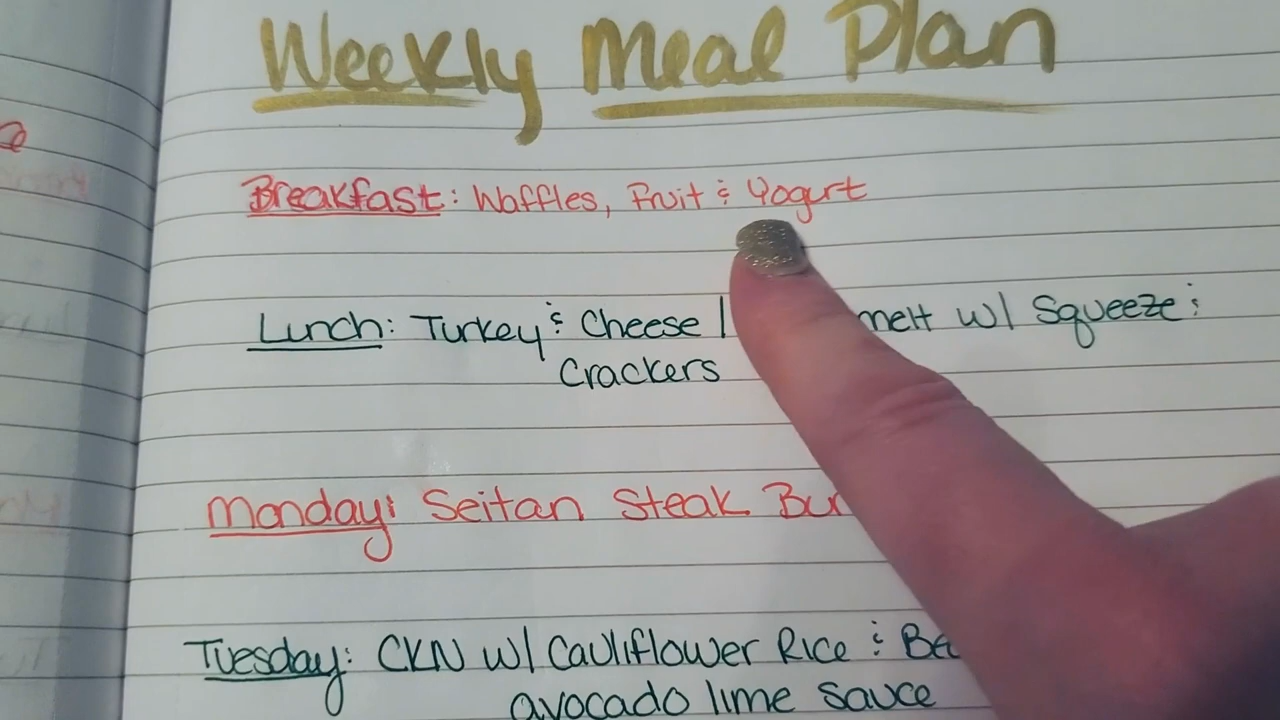 Weekly Meal Plan
Breakfast: Waffles, Fruit & Yogurt
Lunch: Turkey & Cheese melt w/ Squeeze &
Crackers
Monday: Seitan Steak
Tuesday: CKN w/ Cauliflower Rice &
avocado lime sauce